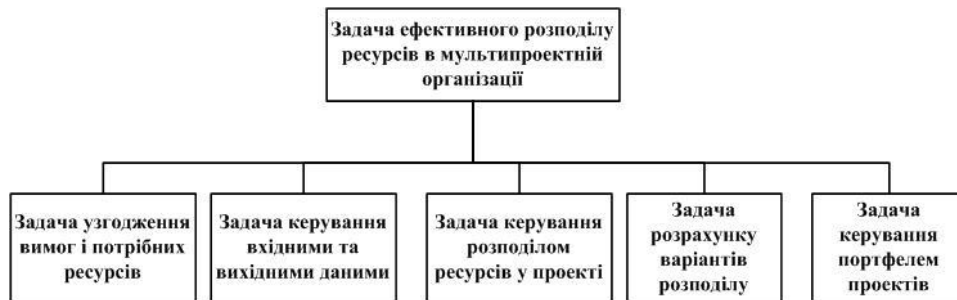 Задача ефективного розподілу
ресурсів в мультипроектній
організації
Задача узгодження
вимог і потрібних
ресурсів
Задача керування
вхідними та
вихідними даними
Задача керування
розподілом
ресурсів у проекті
Задача
розрахунку
варіантів
розподілу
Задача
керування
портфелем
проектів